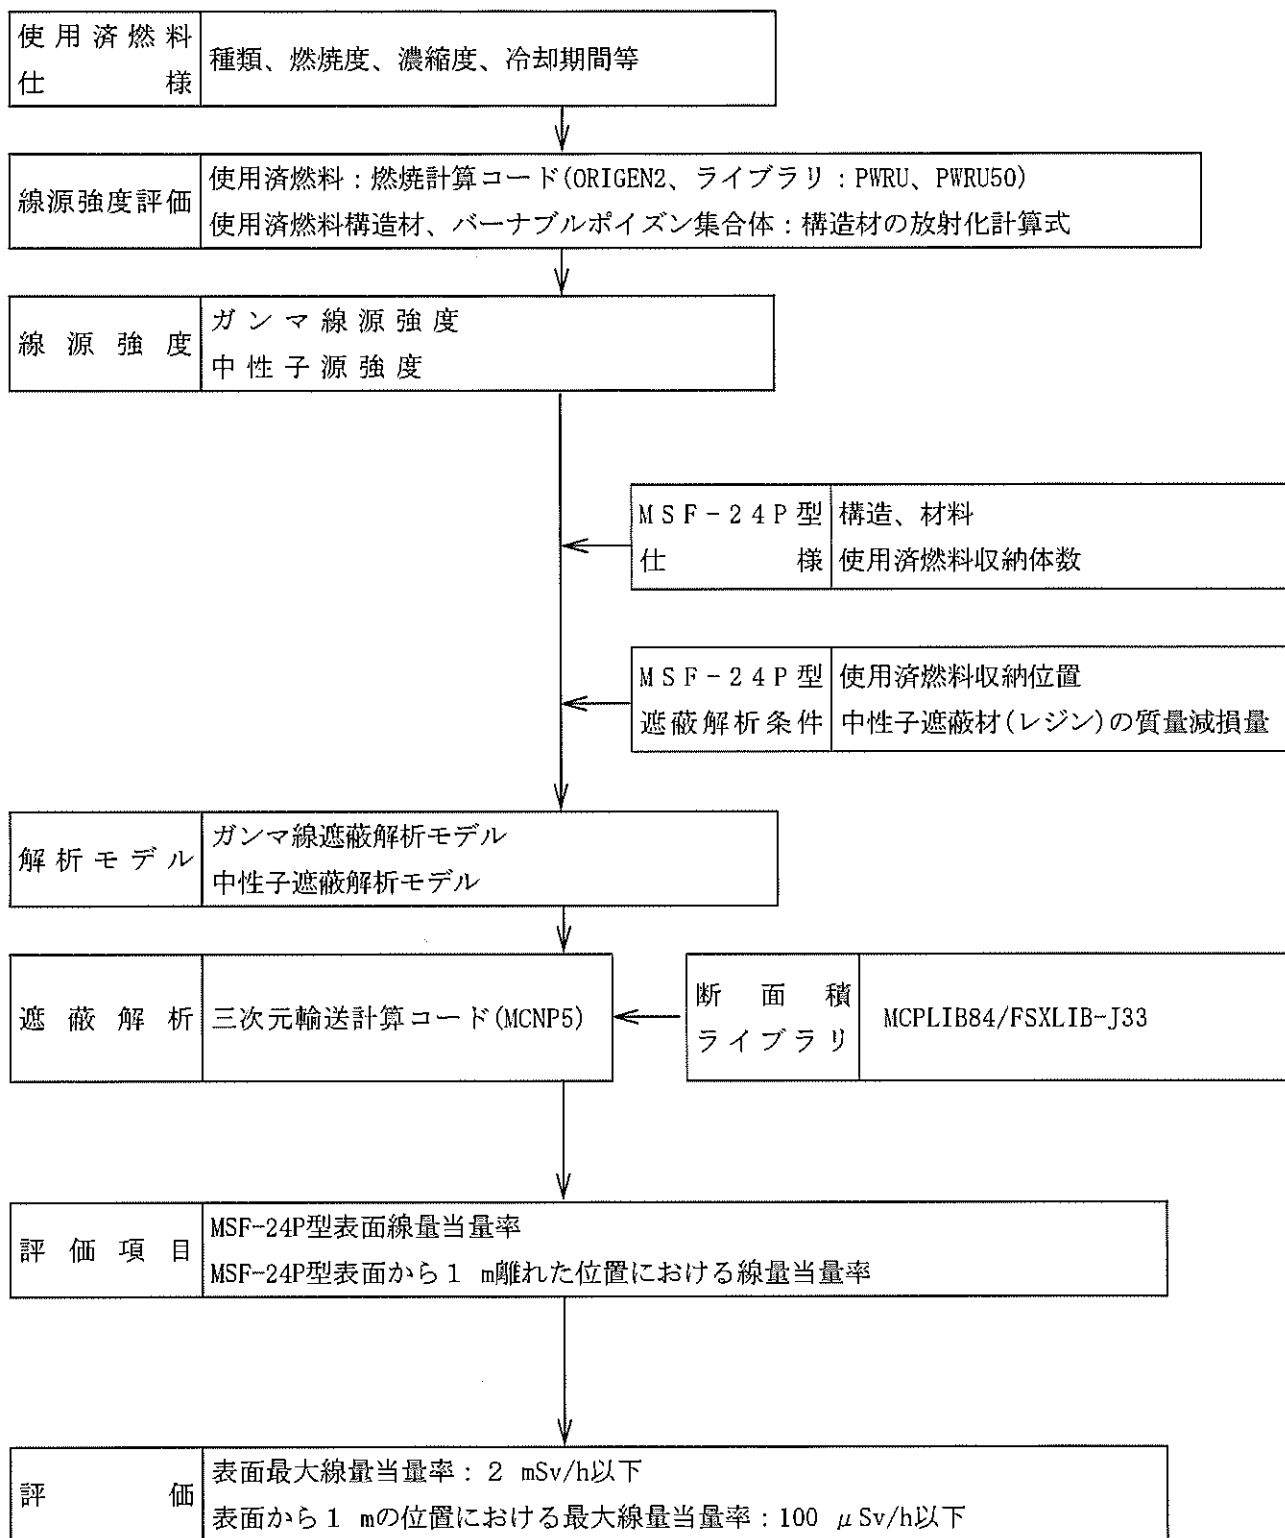 使用済燃料
仕様
種類、燃焼度、濃縮度、冷却期間等
線源強度評価
使用済燃料：燃焼計算コード(ORIGEN2、ライブラリ：PWRU、PWRU50)
使用済燃料構造材、バーナブルポイズン集合体：構造材の放射化計算式
線源強度
ガンマ線源強度
中性子源強度
MSF-24P型
仕様
構造、材料
使用済燃料収納体数
MSF-24P型
遮蔽解析条件
使用済燃料収納位置
中性子遮蔽材(レジン)の質量減損量
解析モデル
ガンマ線遮蔽解析モデル
中性子遮蔽解析モデル
遮蔽解析
三次元輸送計算コード(MCNP5)
断面積
ライブラリ
MCPLIB84/FSXLIB-J33
評価項目
MSF-24P型表面線量当量率
MSF-24P型表面から1 m離れた位置における線量当量率
評価
表面最大線量当量率：2 mSv/h以下
表面から1 mの位置における最大線量当量率：100 μSv/h以下